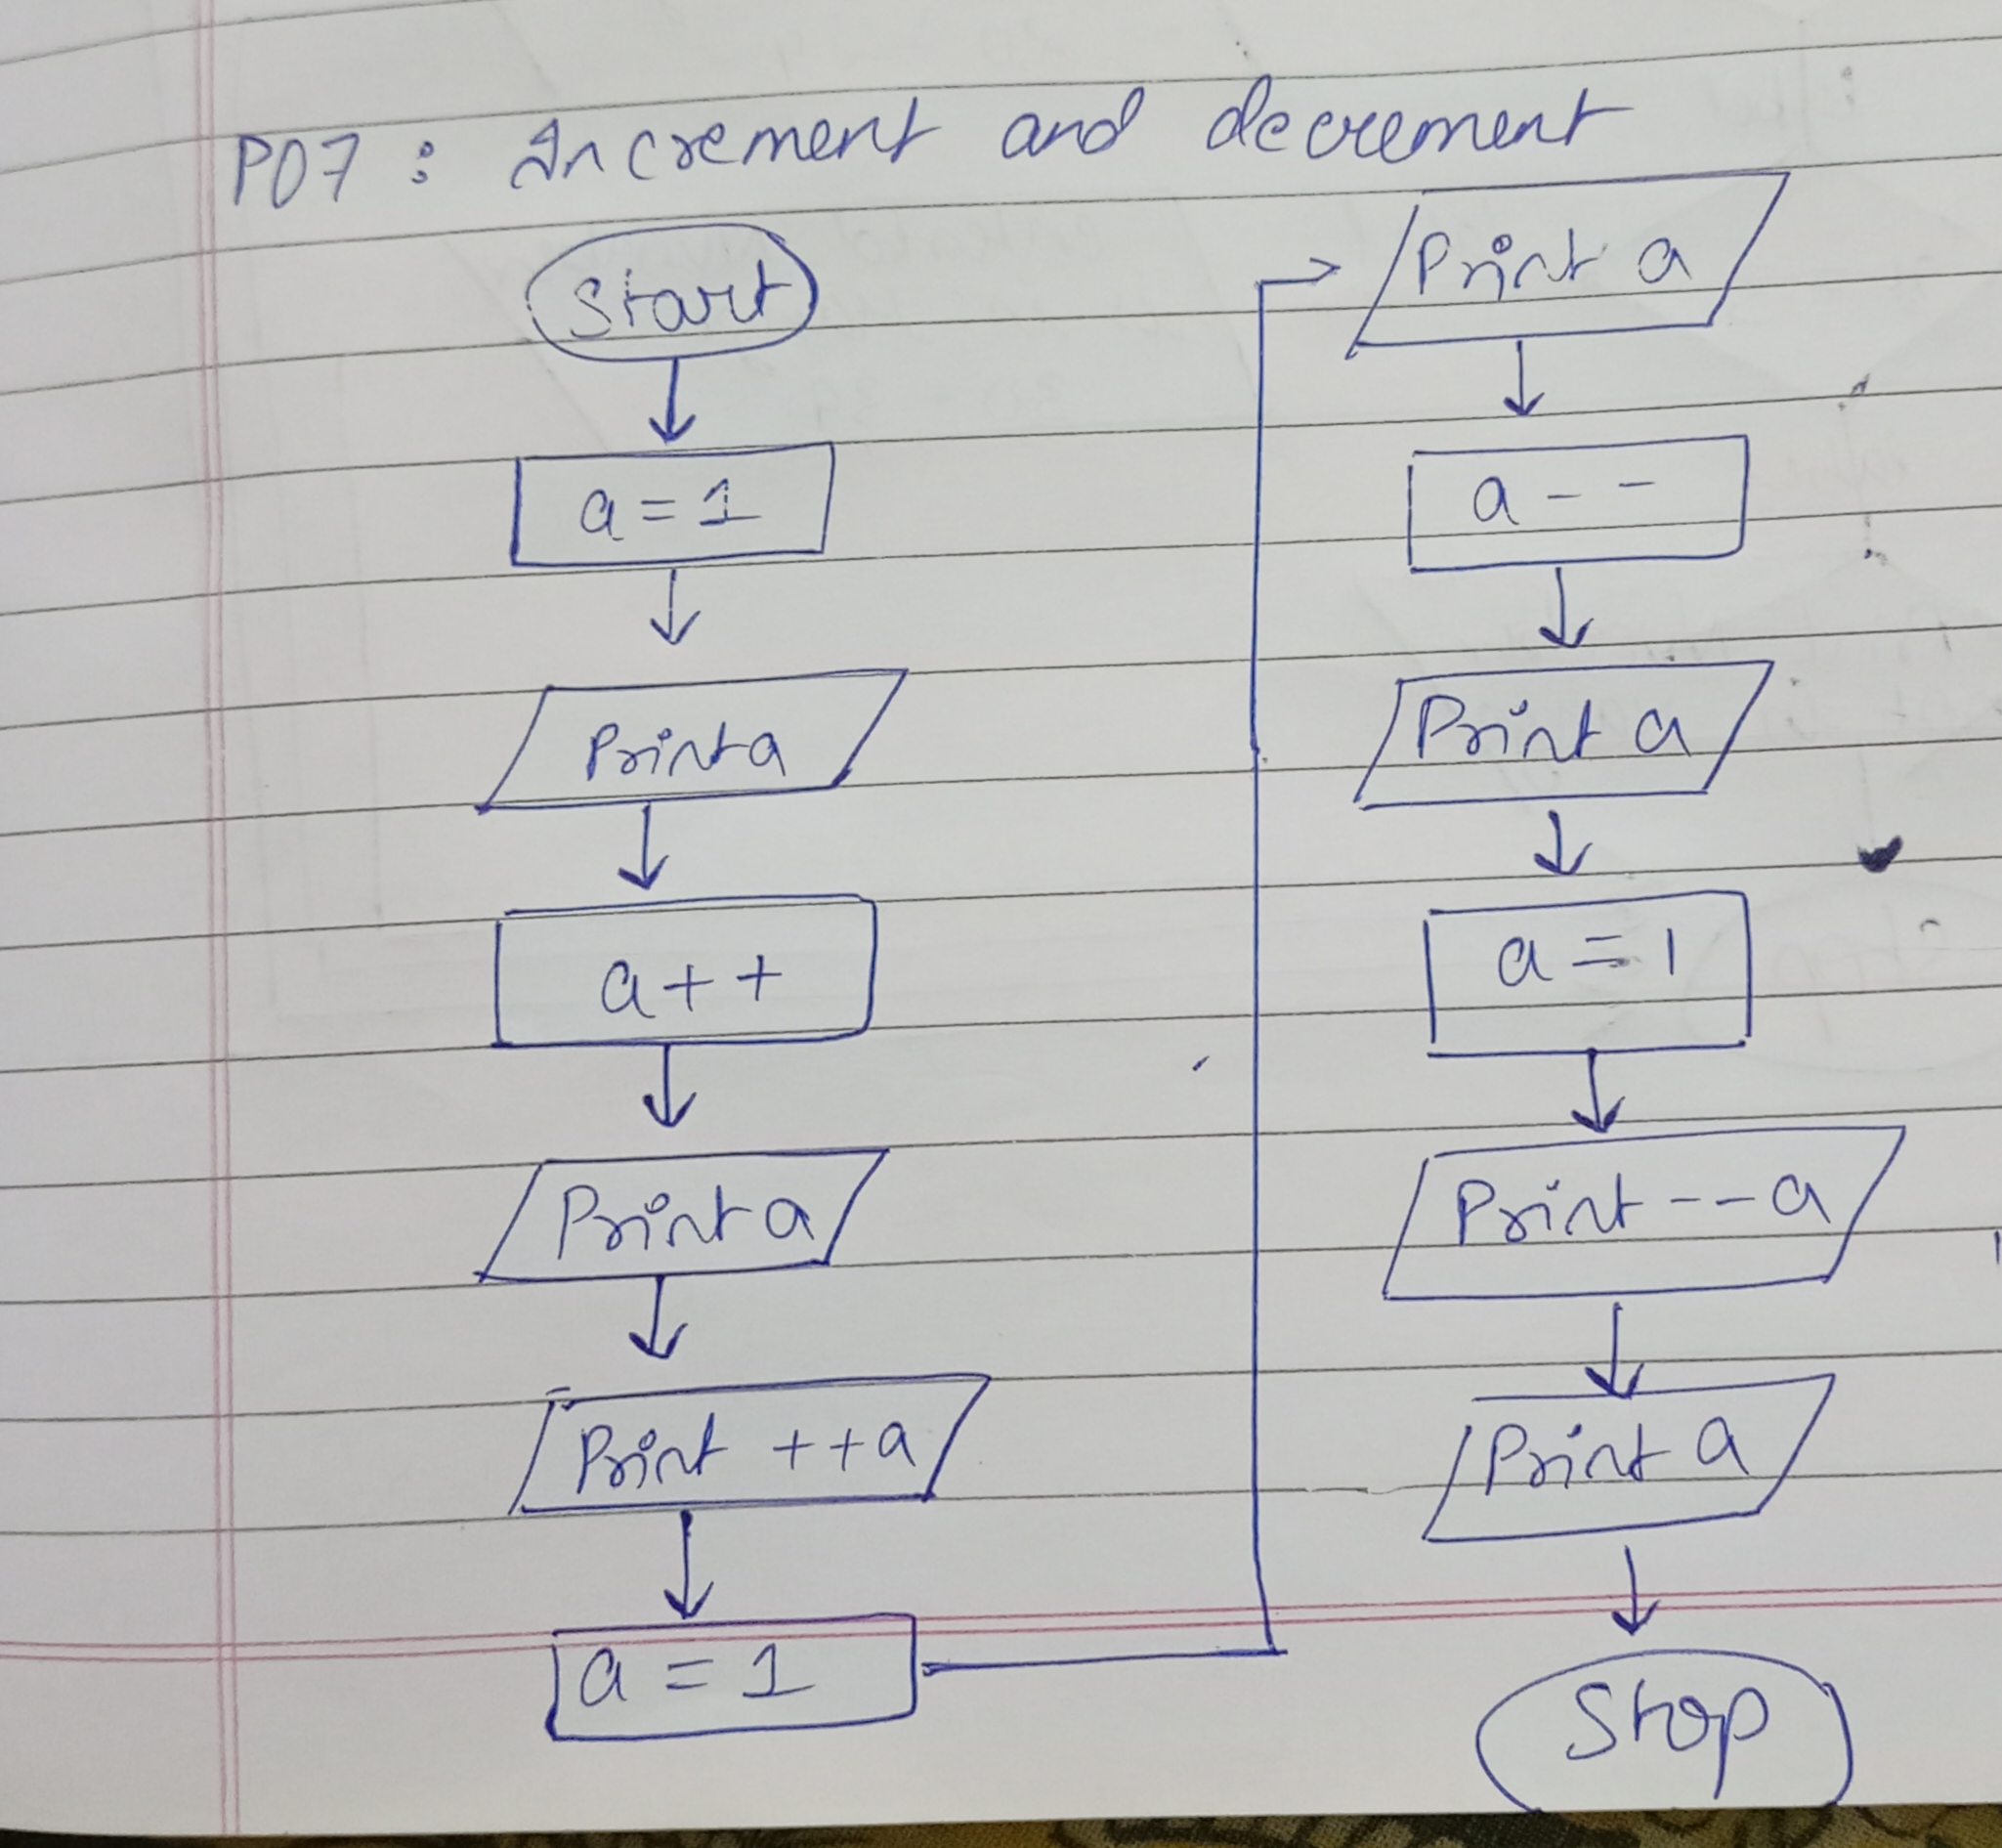 P07 : Increment and decrement
Start
a = 1
Print a
a + +
Print a
Print ++a
a = 1
Print a
a - -
Print a
a = 1
Print --a
Print a
Stop